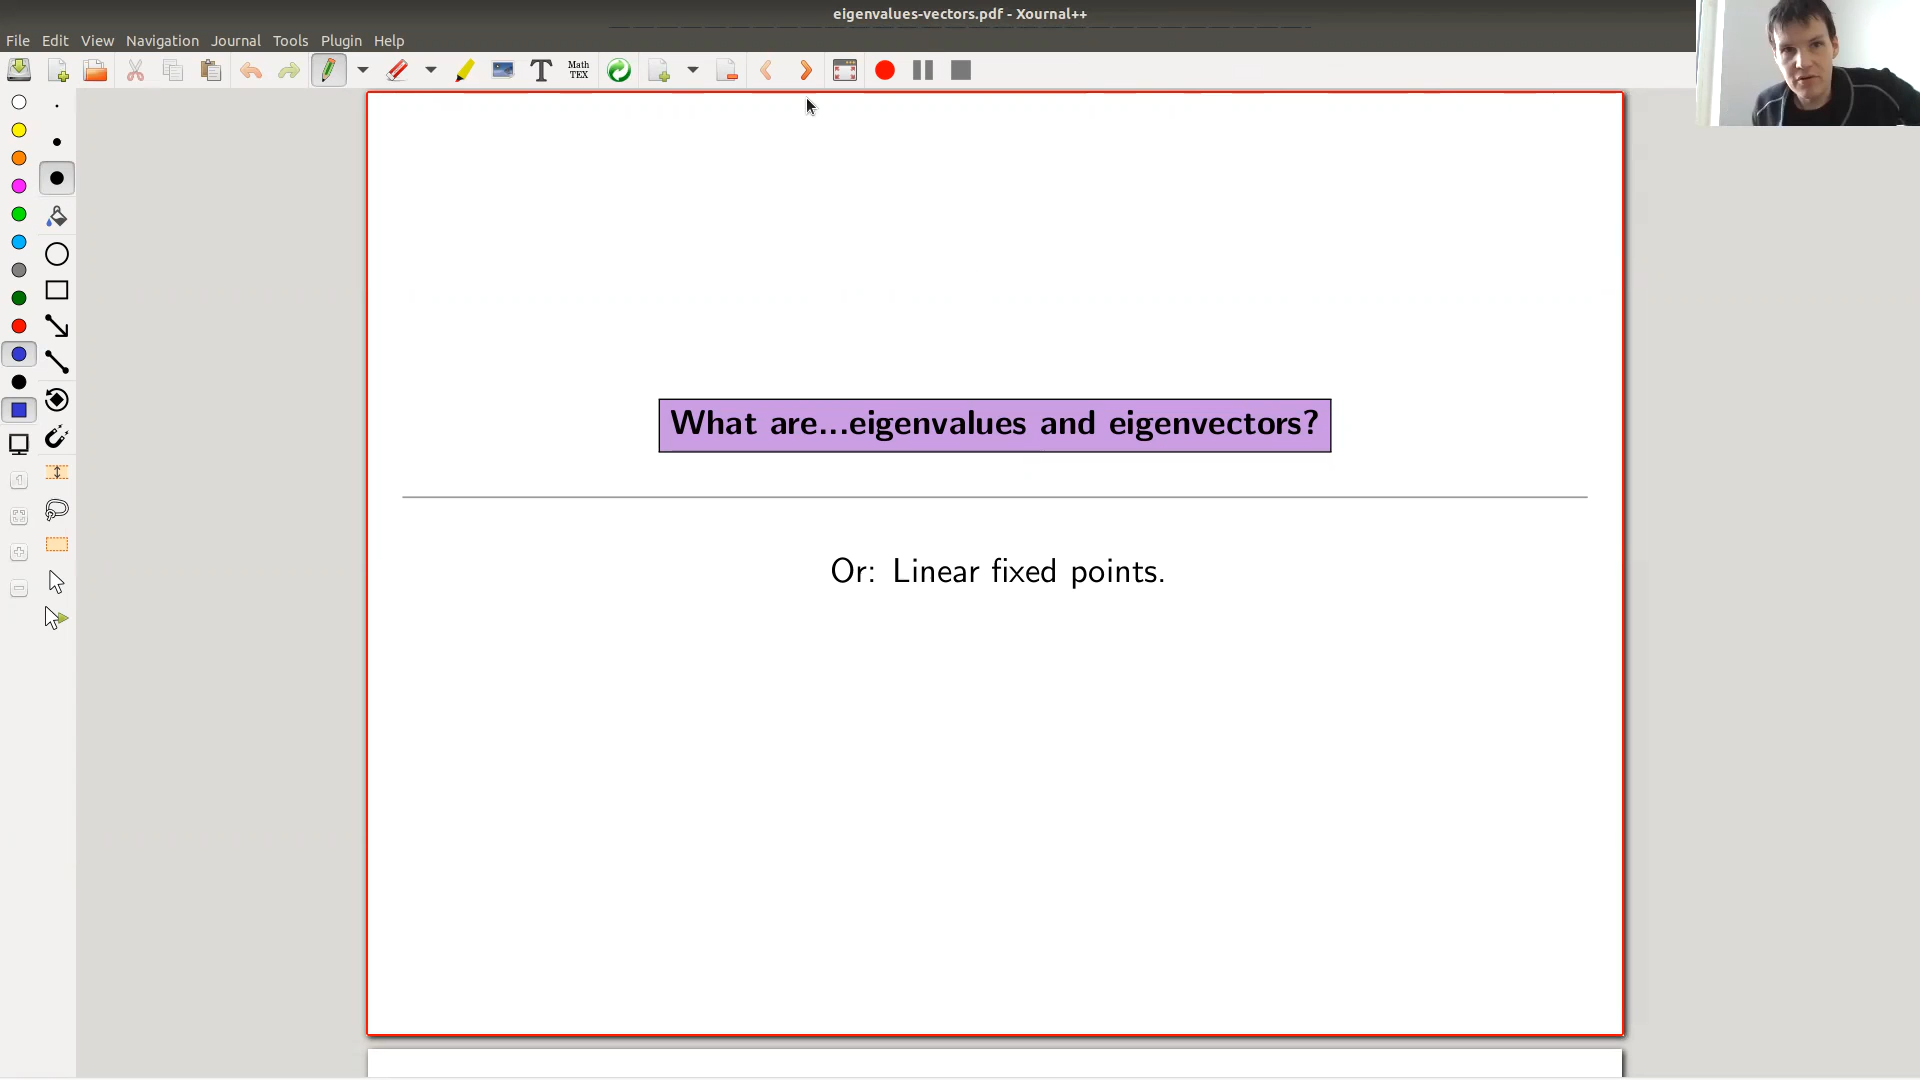 eigenvalues-vectors.pdf - Xournal++
File Edit View Navigation Journal Tools Plugin Help
Math
TEX
What are...eigenvalues and eigenvectors?
Or: Linear fixed points.